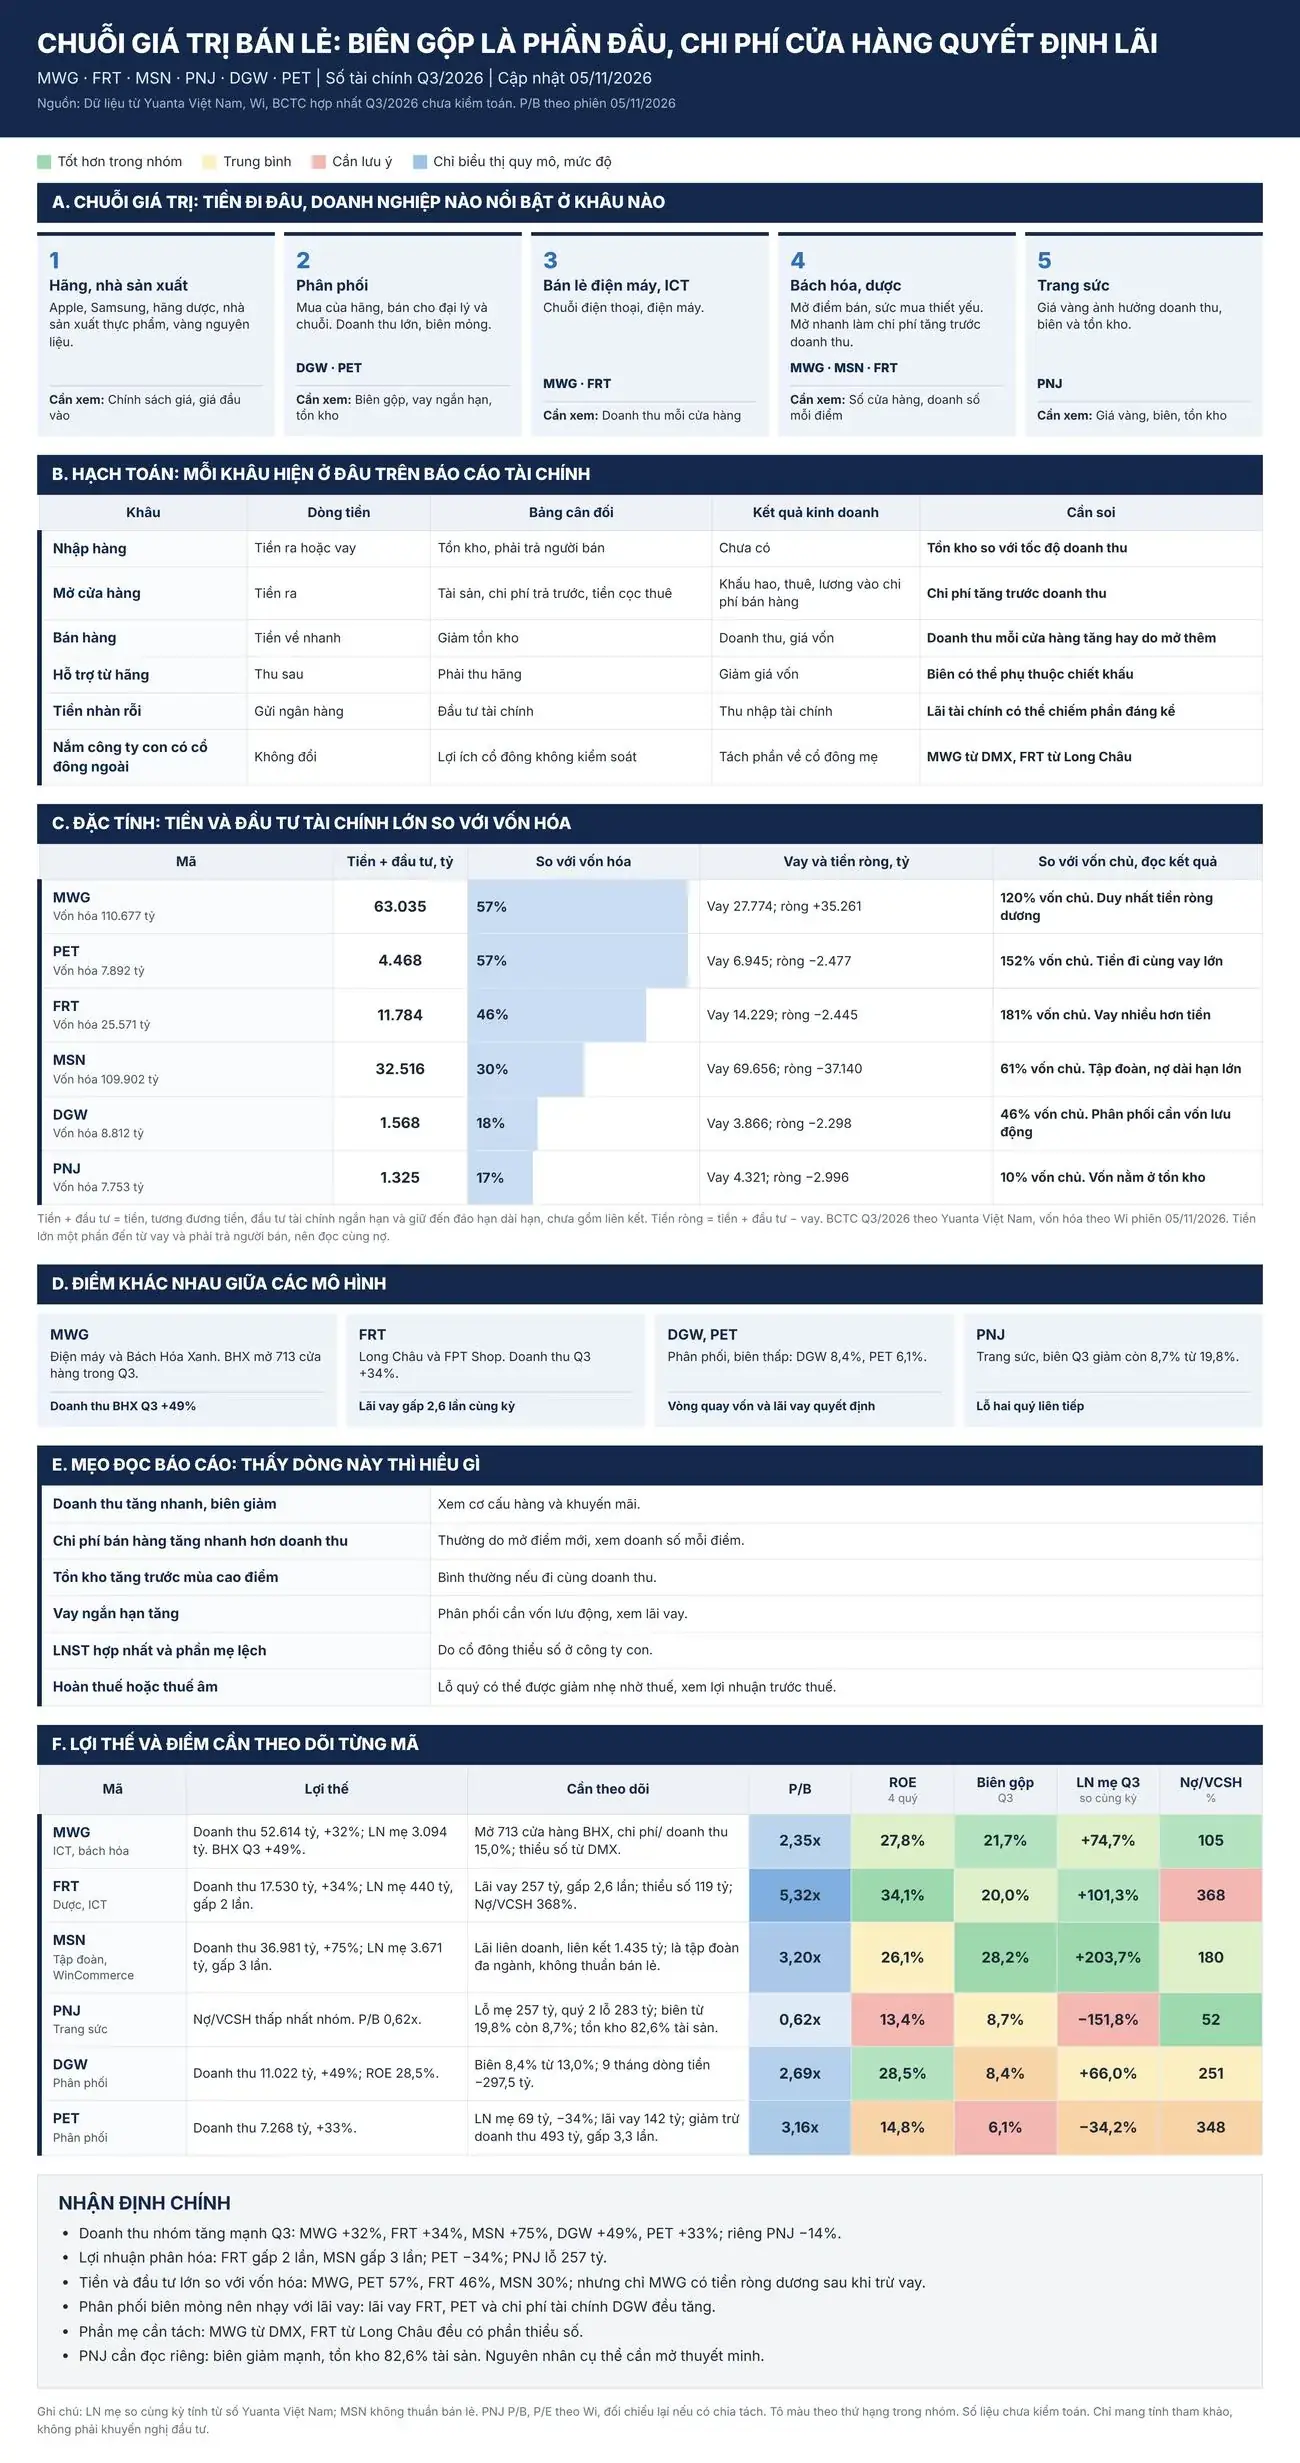 CHUỖI GIÁ TRỊ BÁN LẺ: BIÊN GỘP LÀ PHẦN ĐẦU, CHI PHÍ CỬA HÀNG QUYẾT ĐỊNH LÃI
MWG · FRT · MSN · PNJ · DGW · PET | Số tài chính Q3/2026 | Cập nhật 05/11/2026
Nguồn: Dữ liệu từ Yuanta Việt Nam, Wi, BCTC hợp nhất Q3/2026 chưa kiểm toán. P/B theo phiên 05/11/2026
Tốt hơn trong nhóm
Trung bình
Cần lưu ý
Chỉ biểu thị quy mô, mức độ
A. CHUỖI GIÁ TRỊ: TIỀN ĐI ĐÂU, DOANH NGHIỆP NÀO NỔI BẬT Ở KHÂU NÀO
1
Hãng, nhà sản xuất
Apple, Samsung, hãng dược, nhà
sản xuất thực phẩm, vàng nguyên
liệu.
Cần xem: Chính sách giá, giá đầu
vào
2
Phân phối
Mua của hãng, bán cho đại lý và
chuỗi. Doanh thu lớn, biên mỏng.
DGW · PET
Cần xem: Biên gộp, vay ngắn hạn,
tồn kho
3
Bán lẻ điện máy, ICT
Chuỗi điện thoại, điện máy.
MWG · FRT
Cần xem: Doanh thu mỗi cửa hàng
4
Bách hóa, dược
Mở điểm bán, sức mua thiết yếu.
Mở nhanh làm chi phí tăng trước
doanh thu.
MWG · MSN · FRT
Cần xem: Số cửa hàng, doanh số
mỗi điểm
5
Trang sức
Giá vàng ảnh hưởng doanh thu,
biên và tồn kho.
PNJ
Cần xem: Giá vàng, biên, tồn kho
B. HẠCH TOÁN: MỖI KHÂU HIỆN Ở ĐÂU TRÊN BÁO CÁO TÀI CHÍNH
Khâu
Dòng tiền
Bảng cân đối
Kết quả kinh doanh
Cần soi
Nhập hàng
Tiền ra hoặc vay
Tồn kho, phải trả người bán
Chưa có
Tồn kho so với tốc độ doanh thu
Mở cửa hàng
Tiền ra
Tài sản, chi phí trả trước, tiền cọc thuê
Khấu hao, thuê, lương vào chi
phí bán hàng
Chi phí tăng trước doanh thu
Bán hàng
Tiền về nhanh
Giảm tồn kho
Doanh thu, giá vốn
Doanh thu mỗi cửa hàng tăng hay do mở thêm
Hỗ trợ từ hãng
Thu sau
Phải thu hãng
Giảm giá vốn
Biên có thể phụ thuộc chiết khấu
Tiền nhàn rỗi
Gửi ngân hàng
Đầu tư tài chính
Thu nhập tài chính
Lãi tài chính có thể chiếm phần đáng kể
Nắm công ty con có cổ
đông ngoài
Không đổi
Lợi ích cổ đông không kiểm soát
Tách phần về cổ đông mẹ
MWG từ DMX, FRT từ Long Châu
C. ĐẶC TÍNH: TIỀN VÀ ĐẦU TƯ TÀI CHÍNH LỚN SO VỚI VỐN HÓA
Mã
Tiền + đầu tư, tỷ
So với vốn hóa
Vay và tiền ròng, tỷ
So với vốn chủ, đọc kết quả
MWG
Vốn hóa 110.677 tỷ
63.035
57%
Vay 27.774; ròng +35.261
120% vốn chủ. Duy nhất tiền ròng
dương
PET
Vốn hóa 7.892 tỷ
4.468
57%
Vay 6.945; ròng −2.477
152% vốn chủ. Tiền đi cùng vay lớn
FRT
Vốn hóa 25.571 tỷ
11.784
46%
Vay 14.229; ròng −2.445
181% vốn chủ. Vay nhiều hơn tiền
MSN
Vốn hóa 109.902 tỷ
32.516
30%
Vay 69.656; ròng −37.140
61% vốn chủ. Tập đoàn, nợ dài hạn lớn
DGW
Vốn hóa 8.812 tỷ
1.568
18%
Vay 3.866; ròng −2.298
46% vốn chủ. Phân phối cần vốn lưu
động
PNJ
Vốn hóa 7.753 tỷ
1.325
17%
Vay 4.321; ròng −2.996
10% vốn chủ. Vốn nằm ở tồn kho
Tiền + đầu tư = tiền, tương đương tiền, đầu tư tài chính ngắn hạn và giữ đến đáo hạn dài hạn, chưa gồm liên kết. Tiền ròng = tiền + đầu tư − vay. BCTC Q3/2026 theo Yuanta Việt Nam, vốn hóa theo Wi phiên 05/11/2026. Tiền
lớn một phần đến từ vay và phải trả người bán, nên đọc cùng nợ.
D. ĐIỂM KHÁC NHAU GIỮA CÁC MÔ HÌNH
MWG
Điện máy và Bách Hóa Xanh. BHX mở 713 cửa
hàng trong Q3.
Doanh thu BHX Q3 +49%
FRT
Long Châu và FPT Shop. Doanh thu Q3
+34%.
Lãi vay gấp 2,6 lần cùng kỳ
DGW, PET
Phân phối, biên thấp: DGW 8,4%, PET 6,1%.
Vòng quay vốn và lãi vay quyết định
PNJ
Trang sức, biên Q3 giảm còn 8,7% từ 19,8%.
Lỗ hai quý liên tiếp
E. MẸO ĐỌC BÁO CÁO: THẤY DÒNG NÀY THÌ HIỂU GÌ
Doanh thu tăng nhanh, biên giảm
Xem cơ cấu hàng và khuyến mãi.
Chi phí bán hàng tăng nhanh hơn doanh thu
Thường do mở điểm mới, xem doanh số mỗi điểm.
Tồn kho tăng trước mùa cao điểm
Bình thường nếu đi cùng doanh thu.
Vay ngắn hạn tăng
Phân phối cần vốn lưu động, xem lãi vay.
LNST hợp nhất và phần mẹ lệch
Do cổ đông thiểu số ở công ty con.
Hoàn thuế hoặc thuế âm
Lỗ quý có thể được giảm nhẹ nhờ thuế, xem lợi nhuận trước thuế.
F. LỢI THẾ VÀ ĐIỂM CẦN THEO DÕI TỪNG MÃ
Mã
Lợi thế
Cần theo dõi
P/B
ROE
4 quý
Biên gộp
Q3
LN mẹ Q3
so cùng kỳ
Nợ/VCSH
%
MWG
ICT, bách hóa
Doanh thu 52.614 tỷ, +32%; LN mẹ 3.094
tỷ. BHX Q3 +49%.
Mở 713 cửa hàng BHX, chi phí/ doanh thu
15,0%; thiểu số từ DMX.
2,35x
27,8%
21,7%
+74,7%
105
FRT
Dược, ICT
Doanh thu 17.530 tỷ, +34%; LN mẹ 440 tỷ,
gấp 2 lần.
Lãi vay 257 tỷ, gấp 2,6 lần; thiểu số 119 tỷ;
Nợ/VCSH 368%.
5,32x
34,1%
20,0%
+101,3%
368
MSN
Tập đoàn,
WinCommerce
Doanh thu 36.981 tỷ, +75%; LN mẹ 3.671
tỷ, gấp 3 lần.
Lãi liên doanh, liên kết 1.435 tỷ; là tập đoàn
đa ngành, không thuần bán lẻ.
3,20x
26,1%
28,2%
+203,7%
180
PNJ
Trang sức
Nợ/VCSH thấp nhất nhóm. P/B 0,62x.
Lỗ mẹ 257 tỷ, quý 2 lỗ 283 tỷ; biên từ
19,8% còn 8,7%; tồn kho 82,6% tài sản.
0,62x
13,4%
8,7%
−151,8%
52
DGW
Phân phối
Doanh thu 11.022 tỷ, +49%; ROE 28,5%.
Biên 8,4% từ 13,0%; 9 tháng dòng tiền
−297,5 tỷ.
2,69x
28,5%
8,4%
+66,0%
251
PET
Phân phối
Doanh thu 7.268 tỷ, +33%.
LN mẹ 69 tỷ, −34%; lãi vay 142 tỷ; giảm trừ
doanh thu 493 tỷ, gấp 3,3 lần.
3,16x
14,8%
6,1%
−34,2%
348
NHẬN ĐỊNH CHÍNH
• Doanh thu nhóm tăng mạnh Q3: MWG +32%, FRT +34%, MSN +75%, DGW +49%, PET +33%; riêng PNJ −14%.
• Lợi nhuận phân hóa: FRT gấp 2 lần, MSN gấp 3 lần; PET −34%; PNJ lỗ 257 tỷ.
• Tiền và đầu tư lớn so với vốn hóa: MWG, PET 57%, FRT 46%, MSN 30%; nhưng chỉ MWG có tiền ròng dương sau khi trừ vay.
• Phân phối biên mỏng nên nhạy với lãi vay: lãi vay FRT, PET và chi phí tài chính DGW đều tăng.
• Phần mẹ cần tách: MWG từ DMX, FRT từ Long Châu đều có phần thiểu số.
• PNJ cần đọc riêng: biên giảm mạnh, tồn kho 82,6% tài sản. Nguyên nhân cụ thể cần mở thuyết minh.
Ghi chú: LN mẹ so cùng kỳ tính từ số Yuanta Việt Nam; MSN không thuần bán lẻ. PNJ P/B, P/E theo Wi, đối chiếu lại nếu có chia tách. Tô màu theo thứ hạng trong nhóm. Số liệu chưa kiểm toán. Chỉ mang tính tham khảo,
không phải khuyến nghị đầu tư.